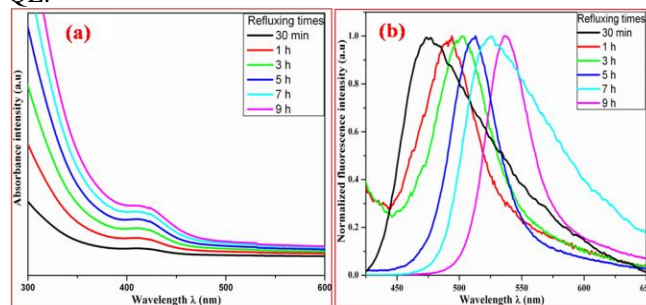 QE.
(a)
Refluxing times
30 min
1 h
3 h
5 h
7 h
9 h
Absorbance intensity (a.u)
300
400
500
600
Wavelength λ (nm)
(b)
Refluxing times
30 min
1 h
3 h
5 h
7 h
9 h
Normalized fluorescence intensity (a.u)
1.0
0.8
0.6
0.4
0.2
0.0
450
500
550
600
Wavelength λ (nm)